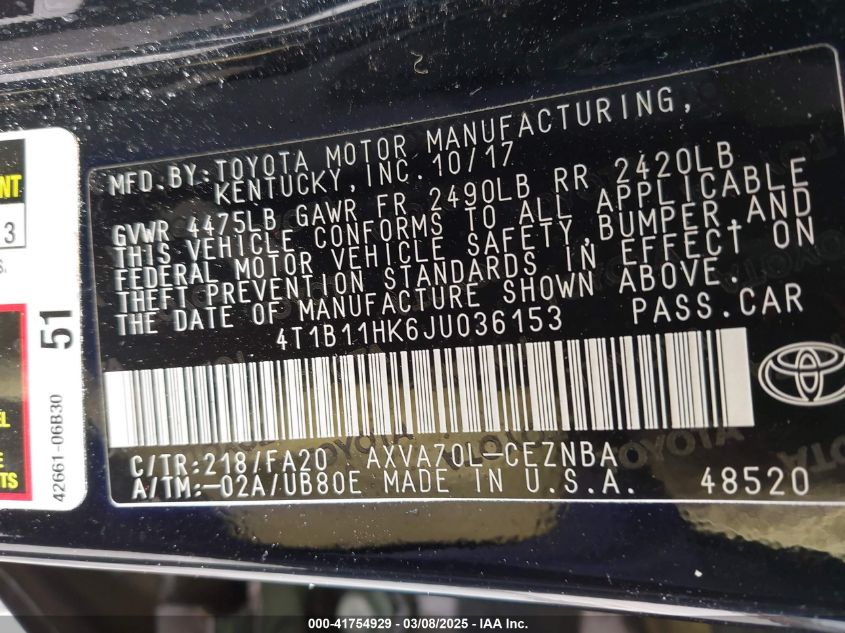 MFD. BY: TOYOTA MOTOR MANUFACTURING,
KENTUCKY, INC. 10/17
GVWR 4475LB GAWR FR 2490LB RR 2420LB
THIS VEHICLE CONFORMS TO ALL APPLICABLE
FEDERAL MOTOR VEHICLE SAFETY, BUMPER, AND
THEFT PREVENTION STANDARDS IN EFFECT ON
THE DATE OF MANUFACTURE SHOWN ABOVE.
4T1B11HK6JU036153 PASS. CAR
TOYOTA
C/TR: 218/FA20 AXVA70L-CEZNBA
A/TM: -02A/UB80E MADE IN U.S.A. 48520
3
51
42661-06B30
000-41754929 - 03/08/2025 - IAA Inc.